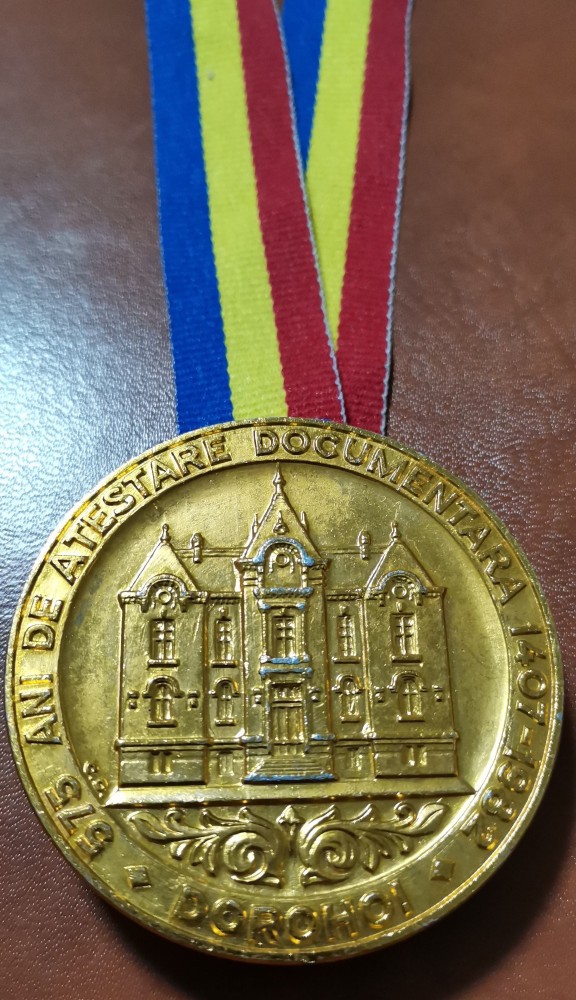 575 ANI DE ATESTARE DOCUMENTARA 1407-1982
DOROHOI